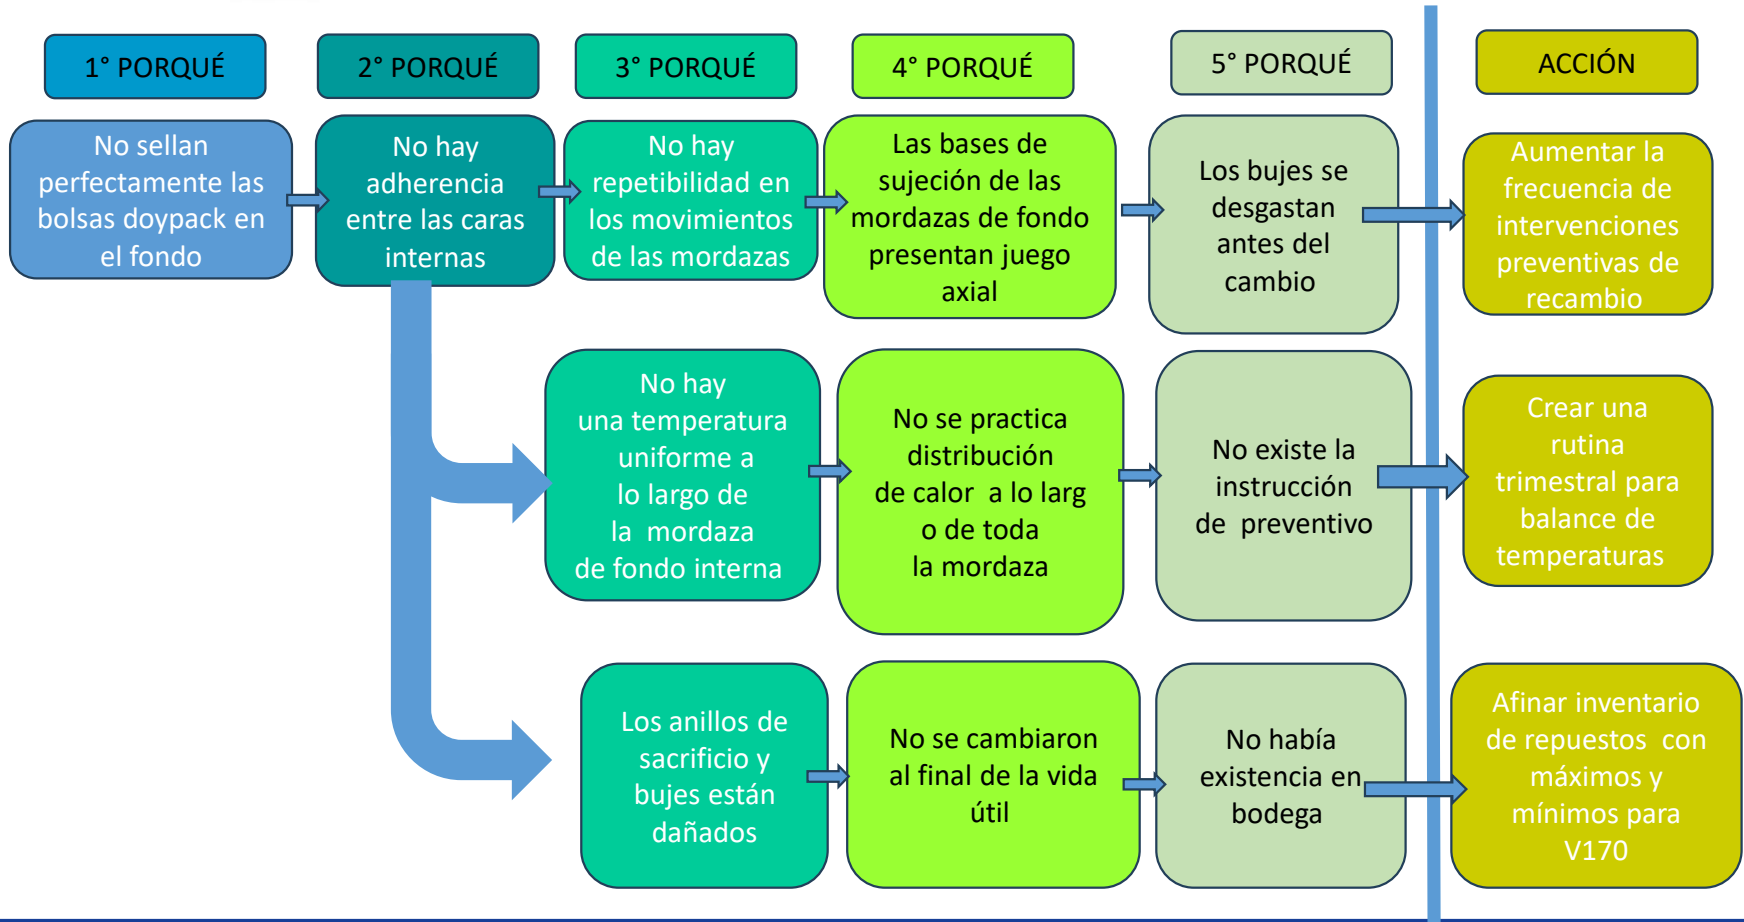 1° PORQUÉ
2° PORQUÉ
3° PORQUÉ
4° PORQUÉ
5° PORQUÉ
ACCIÓN
No sellan
perfectamente las
bolsas doypack en
el fondo
No hay
adherencia
entre las caras
internas
No hay
repetibilidad en
los movimientos
de las mordazas
Las bases de
sujeción de las
mordazas de fondo
presentan juego
axial
Los bujes se
desgastan
antes del
cambio
Aumentar la
frecuencia de
intervenciones
preventivas de
recambio
No hay
una temperatura
uniforme a
lo largo de
la mordaza
de fondo interna
No se practica
distribución
de calor a lo larg
o de toda
la mordaza
No existe la
instrucción
de preventivo
Crear una
rutina
trimestral para
balance de
temperaturas
Los anillos de
sacrificio y
bujes están
dañados
No se cambiaron
al final de la vida
útil
No había
existencia en
bodega
Afinar inventario
de repuestos con
máximos y
mínimos para
V170